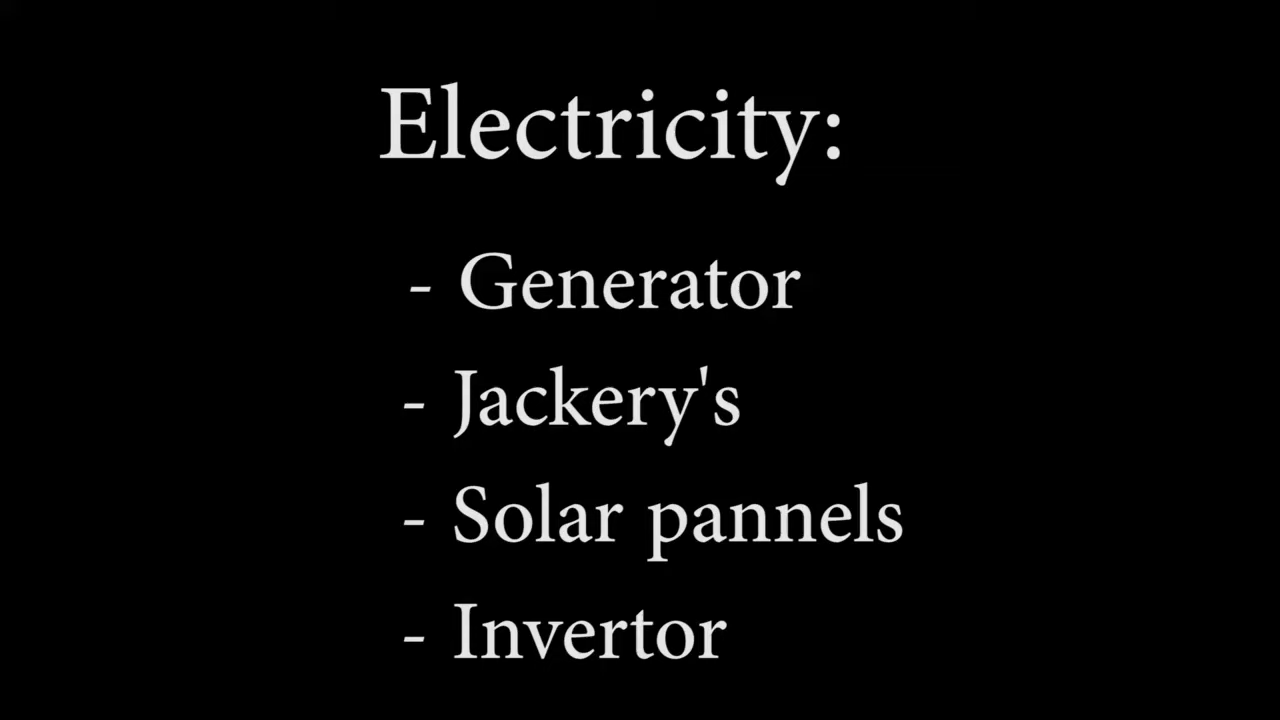 Electricity:
- Generator
- Jackery's
- Solar pannels
- Invertor